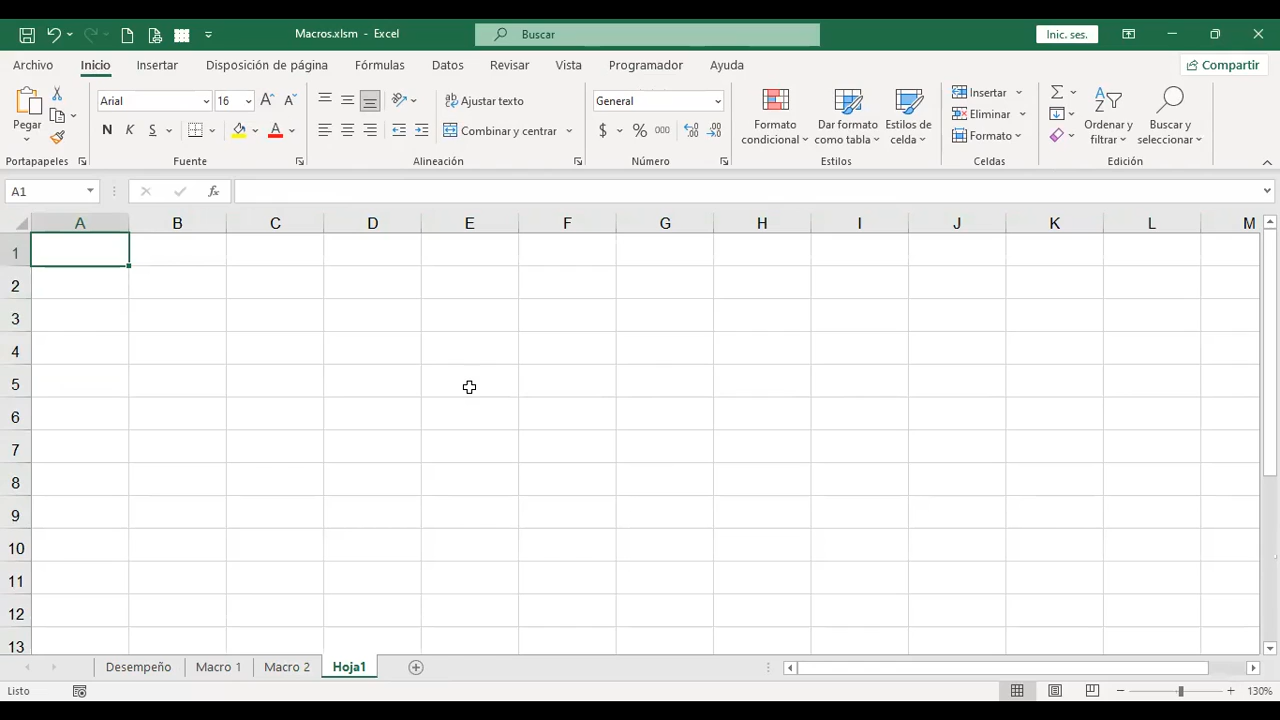 Macros.xlsm - Excel
Buscar
Inic. ses.
Archivo Inicio Insertar Disposición de página Fórmulas Datos Revisar Vista Programador Ayuda Compartir
Pegar
Portapapeles
Arial 16
N K S
Fuente
Ajustar texto
Combinar y centrar
Alineación
General
$ % 000
Número
Formato condicional
Dar formato como tabla
Estilos de celda
Estilos
Insertar
Eliminar
Formato
Celdas
Ordenar y filtrar
Buscar y seleccionar
Edición
A1 fx
A B C D E F G H I J K L M
1
2
3
4
5
6
7
8
9
10
11
12
13
Desempeño Macro 1 Macro 2 Hoja1
Listo 130%